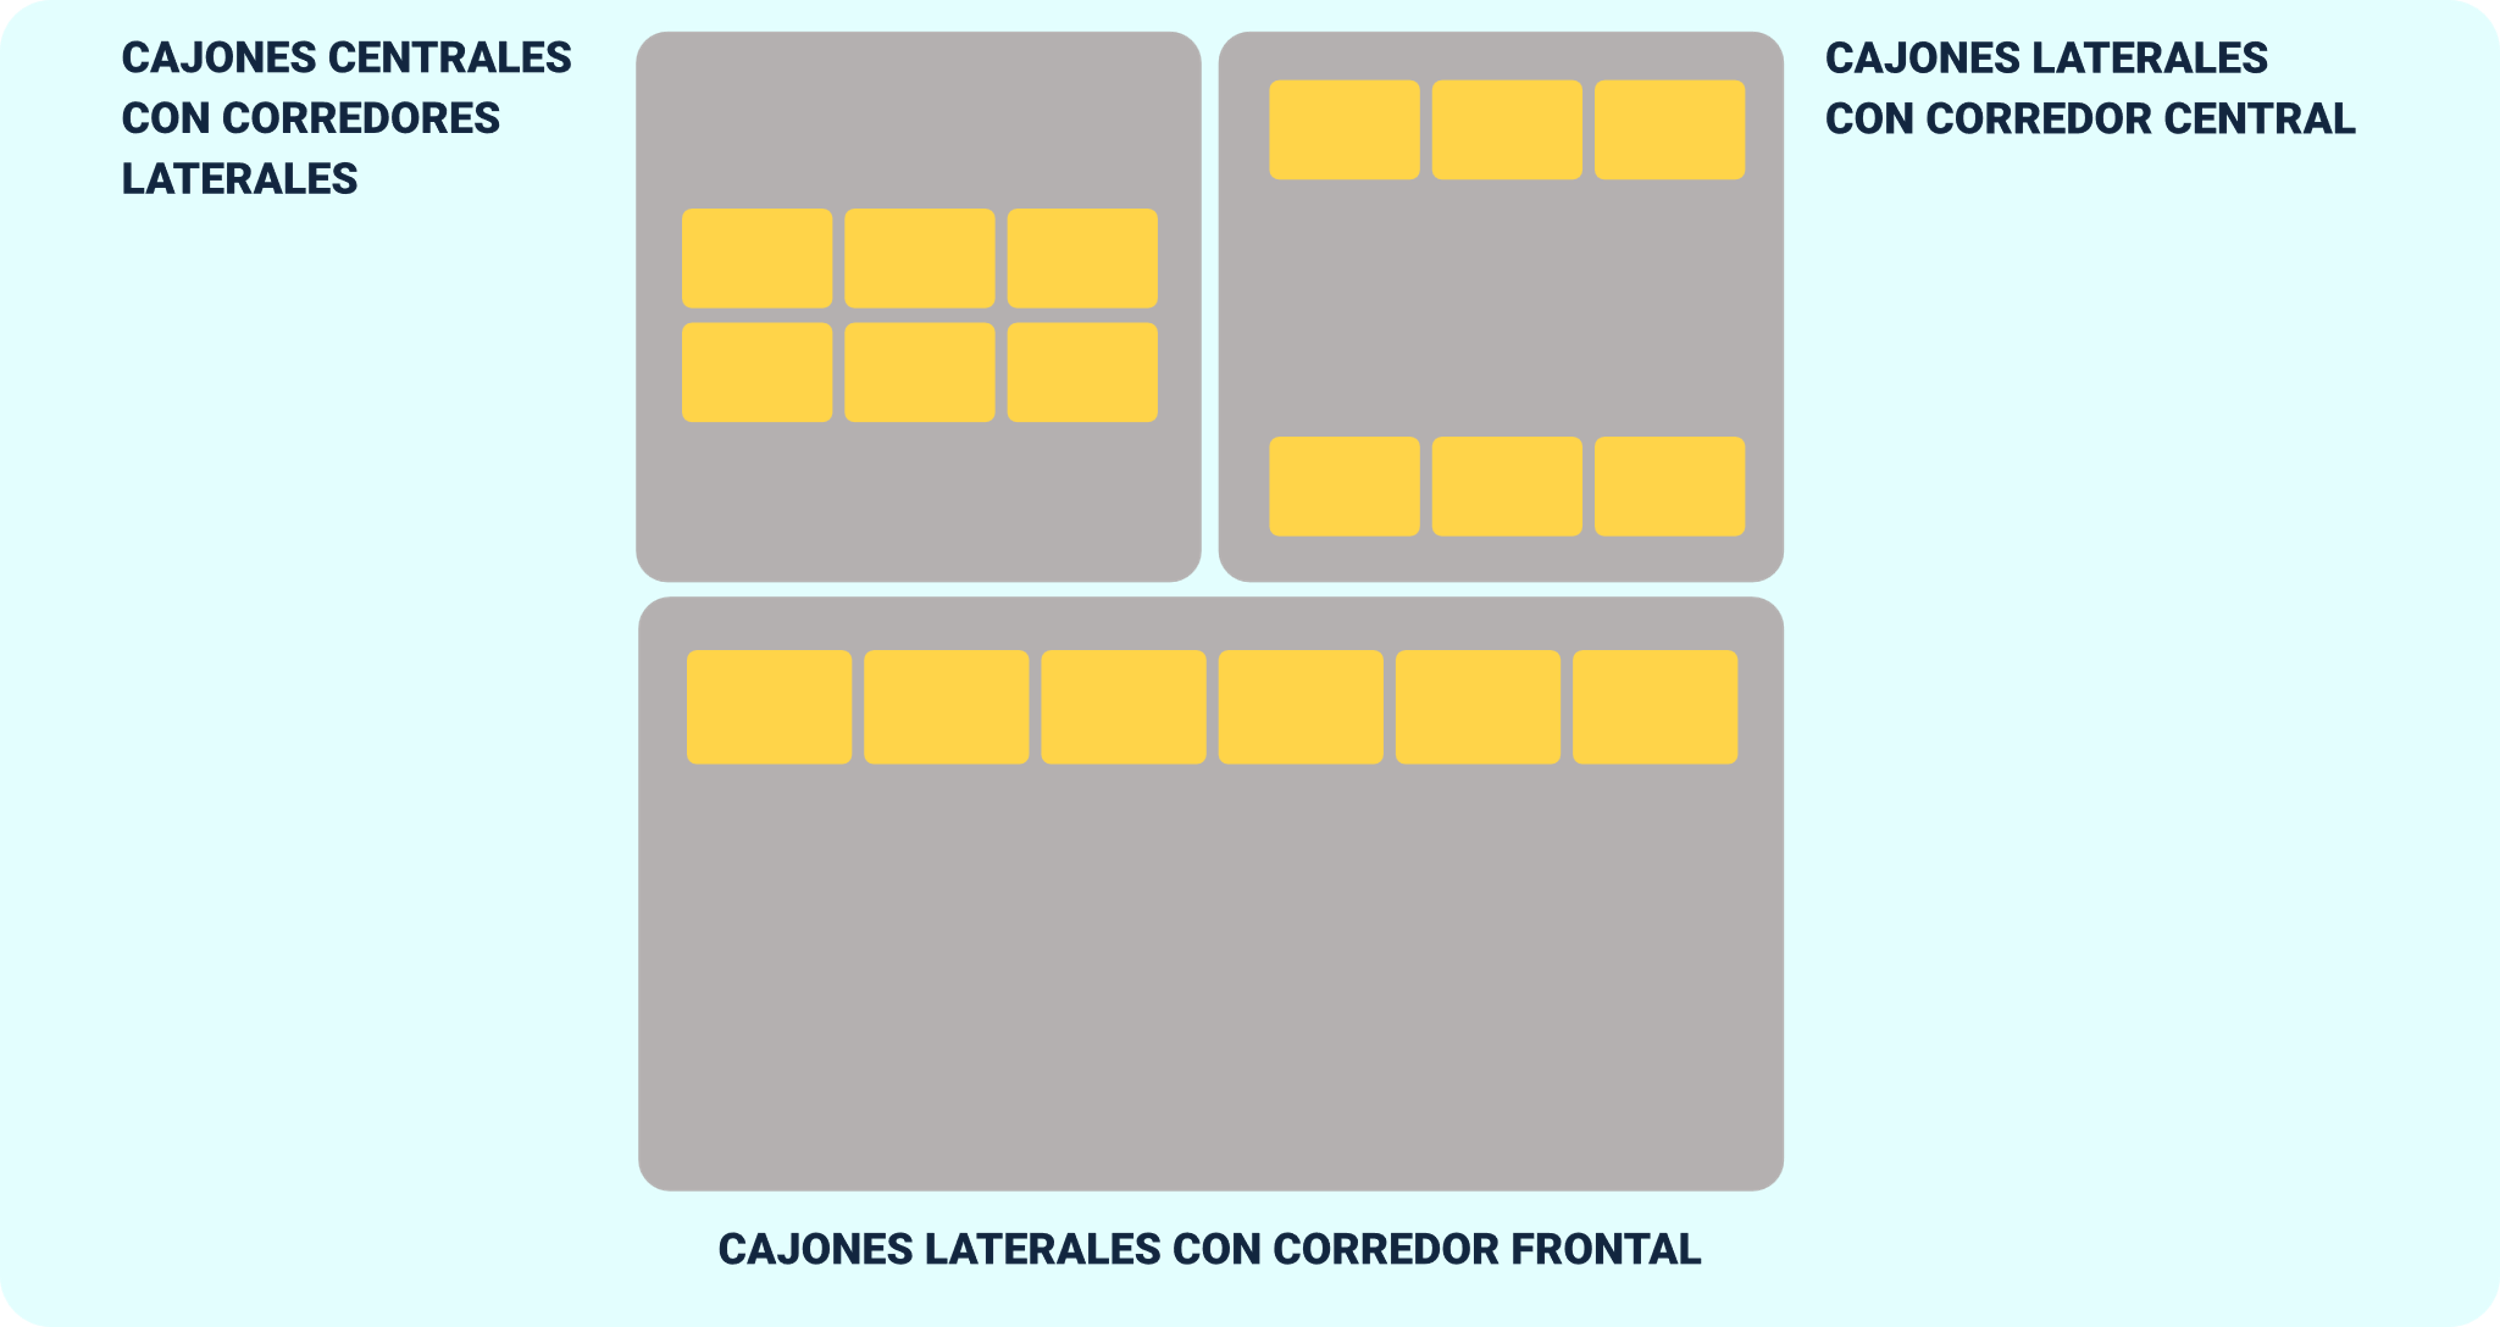 CAJONES CENTRALES
CON CORREDORES
LATERALES
CAJONES LATERALES
CON CORREDOR CENTRAL
CAJONES LATERALES CON CORREDOR FRONTAL